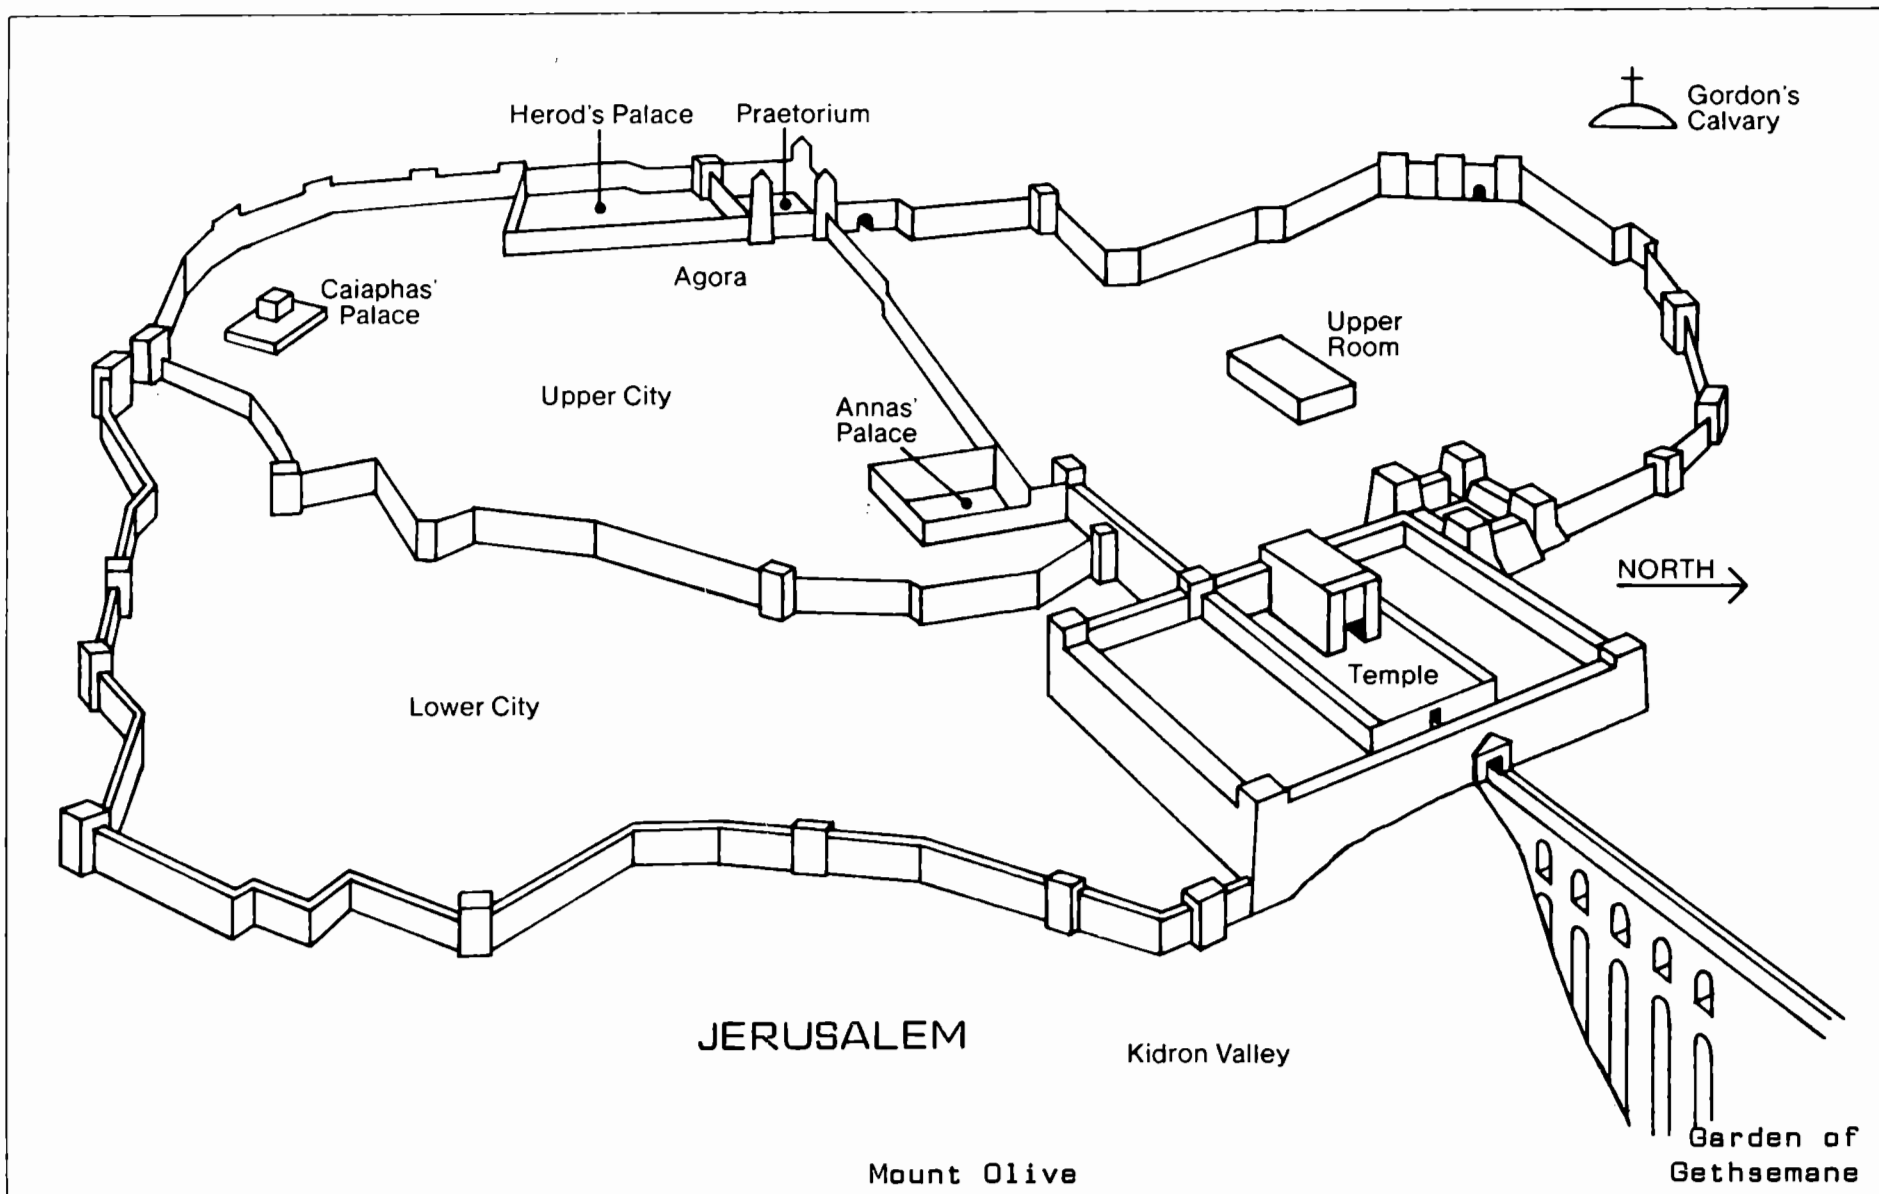 Herod's Palace
Praetorium
Gordon's
Calvary
Agora
Caiaphas'
Palace
Upper
Room
Upper City
Annas'
Palace
NORTH
Temple
Lower City
JERUSALEM
Kidron Valley
Garden of
Gethsemane
Mount Olive